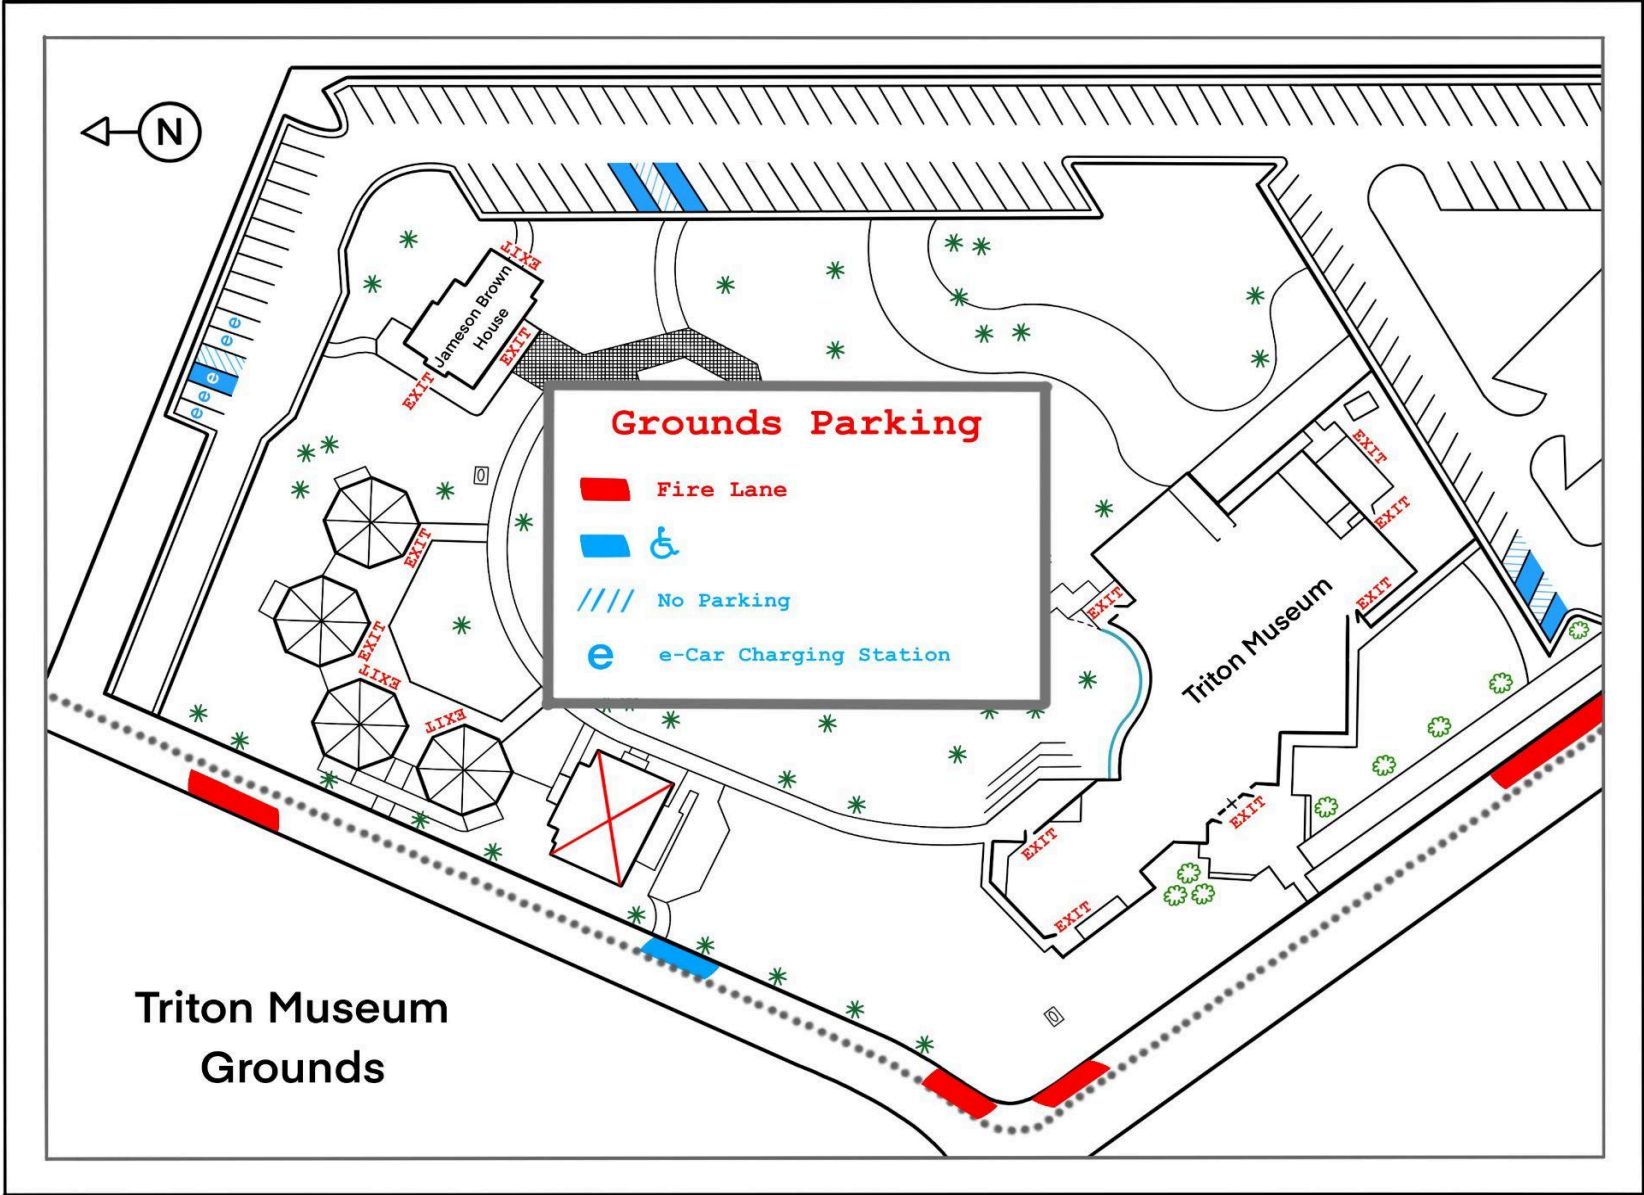 N
EXIT
Jameson Brown
House
EXIT
EXIT
e
e
e
e
e
Grounds Parking
Fire Lane
No Parking
e e-Car Charging Station
EXIT
EXIT
EXIT
EXIT
EXIT
EXIT
EXIT
EXIT
Triton Museum
EXIT
EXIT
EXIT
Triton Museum
Grounds